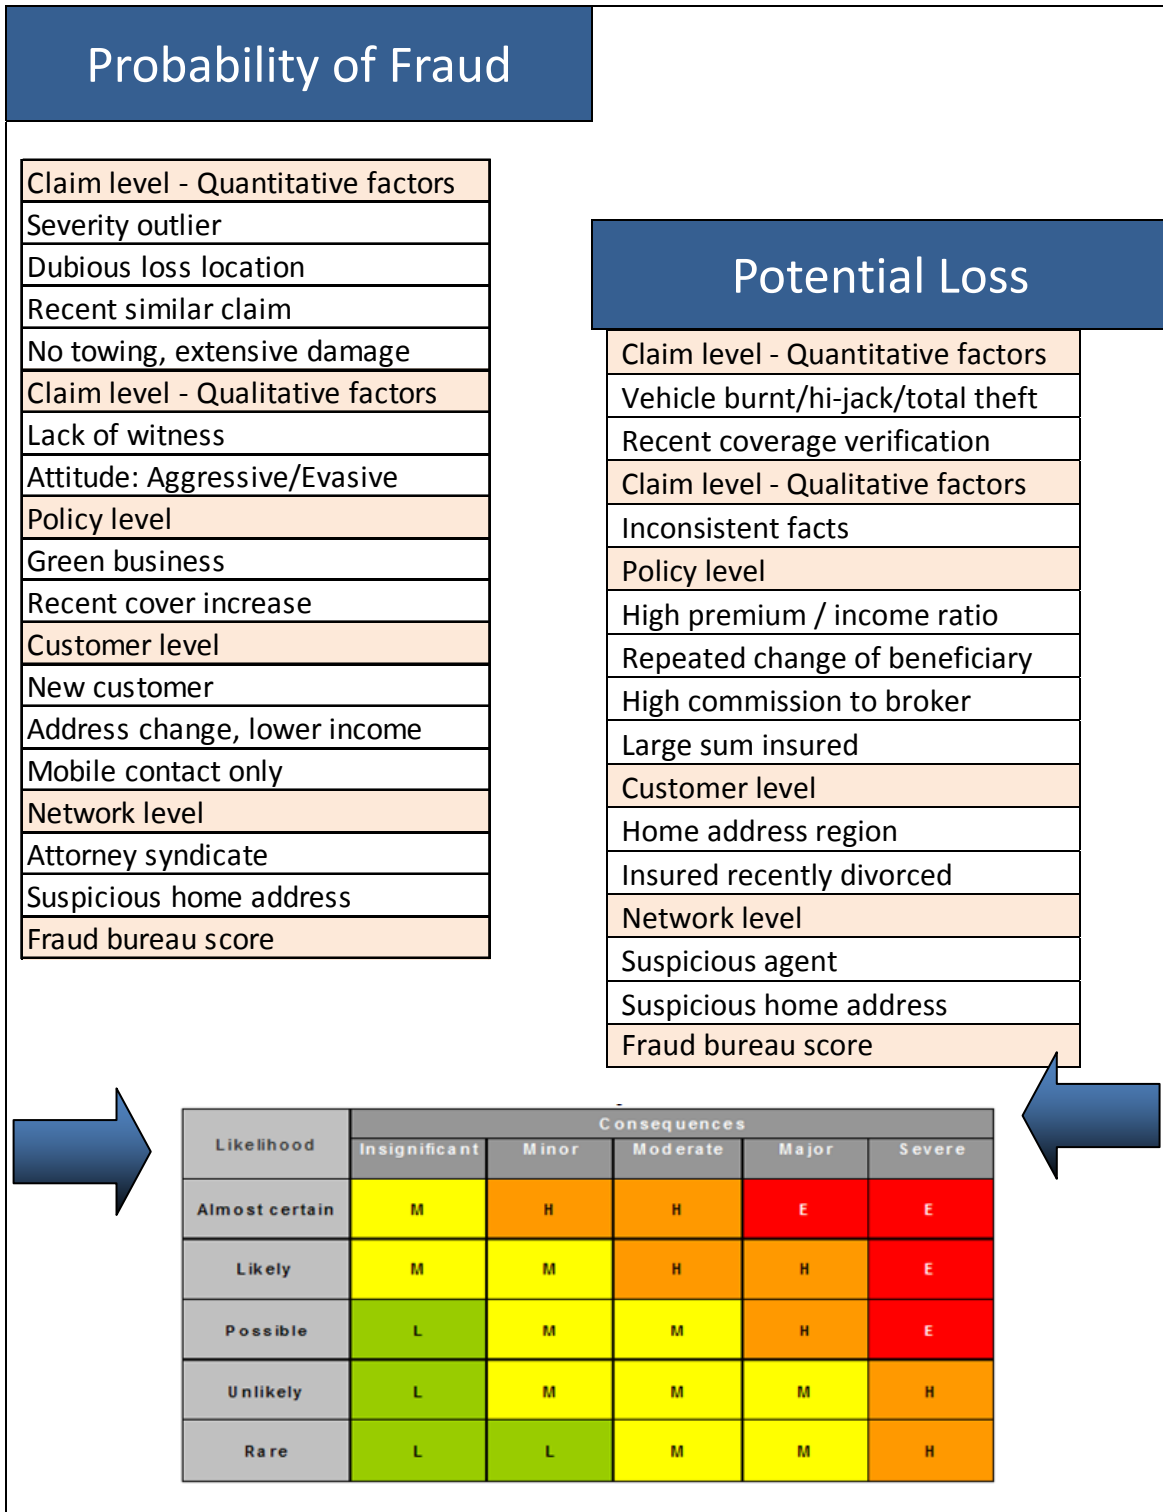 Probability of Fraud
Claim level - Quantitative factors
Severity outlier
Dubious loss location
Recent similar claim
No towing, extensive damage
Claim level - Qualitative factors
Lack of witness
Attitude: Aggressive/Evasive
Policy level
Green business
Recent cover increase
Customer level
New customer
Address change, lower income
Mobile contact only
Network level
Attorney syndicate
Suspicious home address
Fraud bureau score
Potential Loss
Claim level - Quantitative factors
Vehicle burnt/hi-jack/total theft
Recent coverage verification
Claim level - Qualitative factors
Inconsistent facts
Policy level
High premium / income ratio
Repeated change of beneficiary
High commission to broker
Large sum insured
Customer level
Home address region
Insured recently divorced
Network level
Suspicious agent
Suspicious home address
Fraud bureau score
Likelihood Consequences
Insignificant Minor Moderate Major Severe
Almost certain M H H E E
Likely M M H H E
Possible L M M H E
Unlikely L M M M H
Rare L L M M H